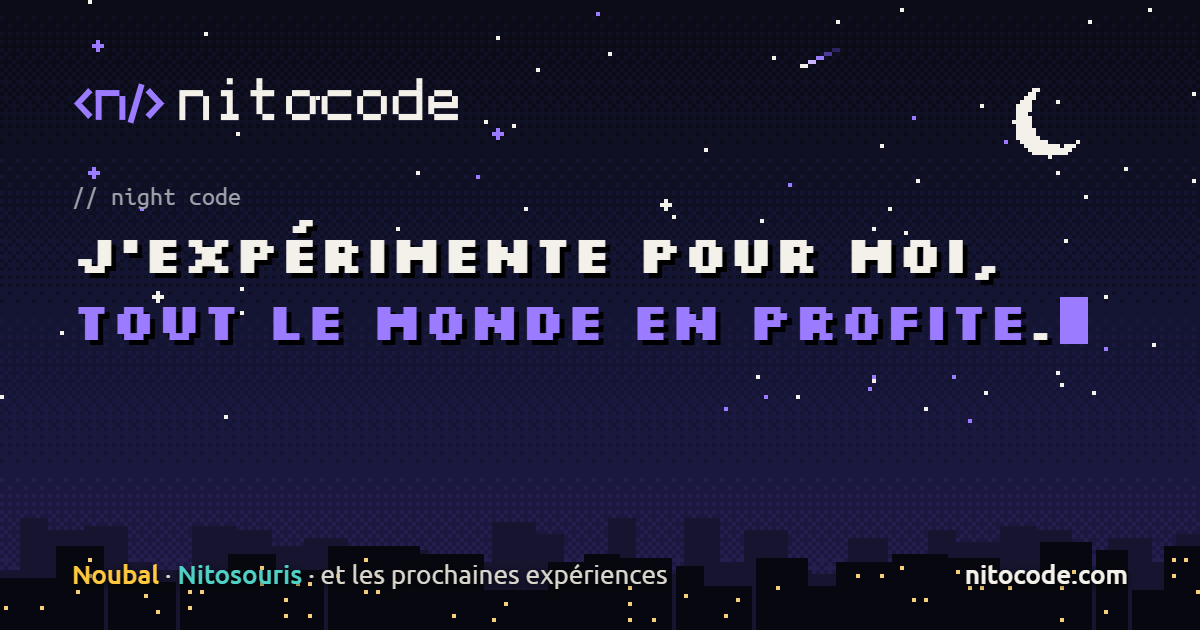 <n/> nitocode
// night code
J'EXPÉRIMENTE POUR MOI,
TOUT LE MONDE EN PROFITE.
Noubal · Nitosouris · et les prochaines expériences
nitocode.com